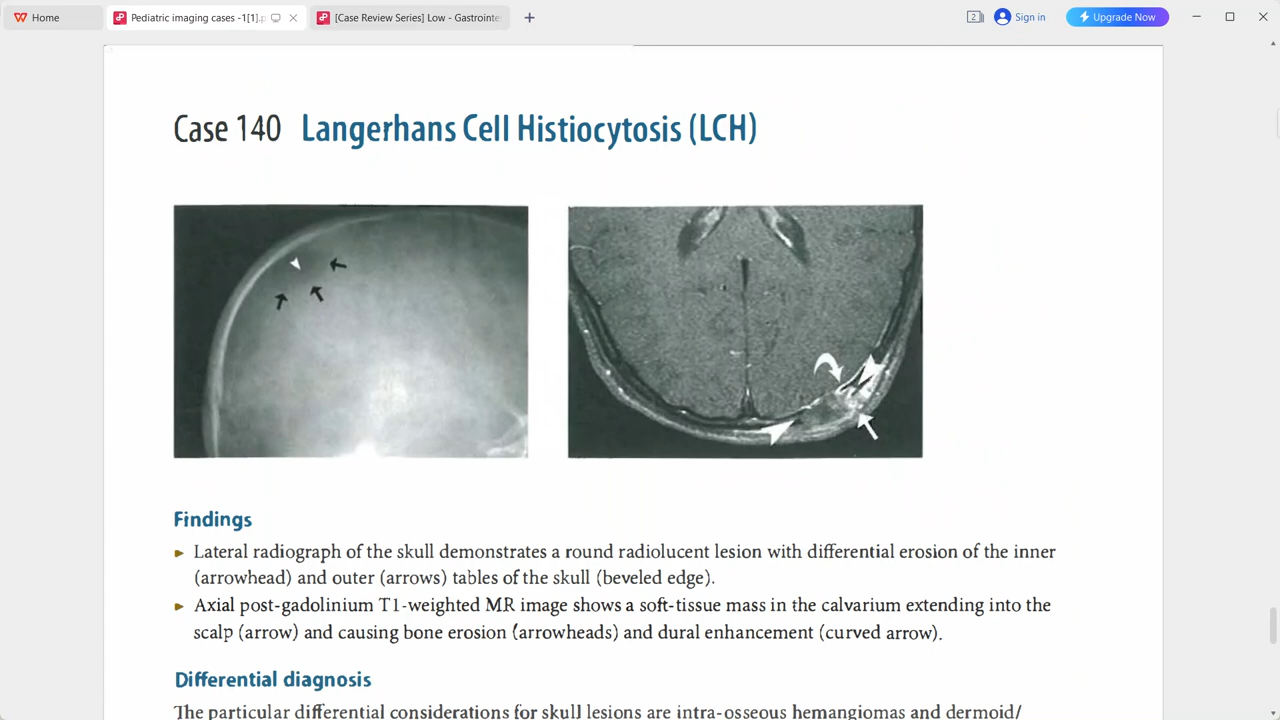 Home
Pediatric imaging cases -1[1].p
[Case Review Series] Low - Gastrointe
2
Sign in
Upgrade Now
Case 140 Langerhans Cell Histiocytosis (LCH)
Findings
► Lateral radiograph of the skull demonstrates a round radiolucent lesion with differential erosion of the inner
(arrowhead) and outer (arrows) tables of the skull (beveled edge).
► Axial post-gadolinium T1-weighted MR image shows a soft-tissue mass in the calvarium extending into the
scalp (arrow) and causing bone erosion (arrowheads) and dural enhancement (curved arrow).
Differential diagnosis
The particular differential considerations for skull lesions are intra-osseous hemangiomas and dermoid/